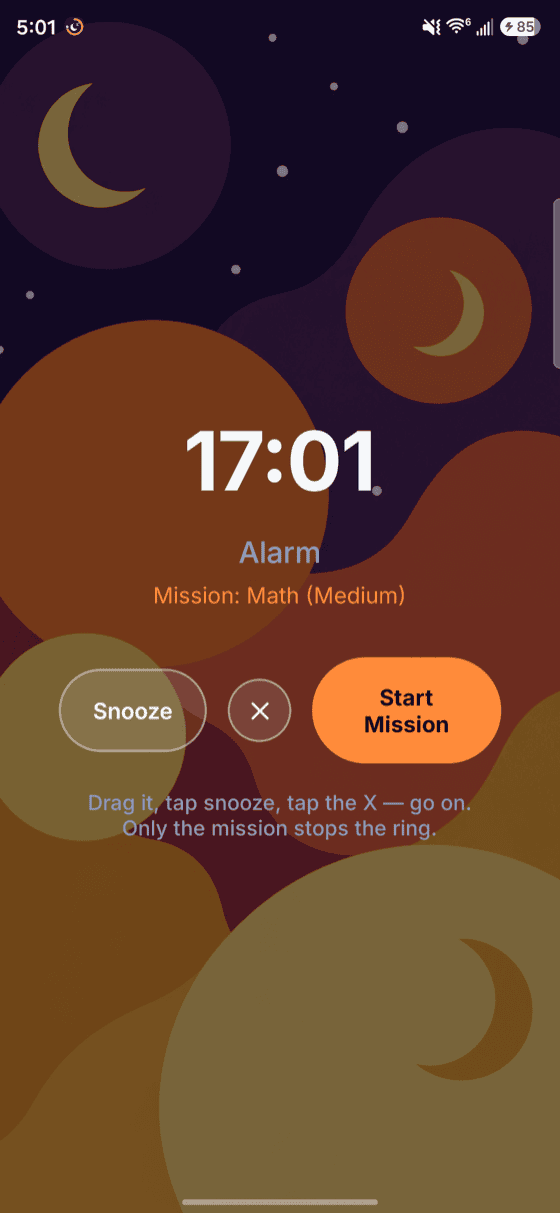 5:01
6
85
17:01
Alarm
Mission: Math (Medium)
Snooze
Start
Mission
Drag it, tap snooze, tap the X — go on.
Only the mission stops the ring.